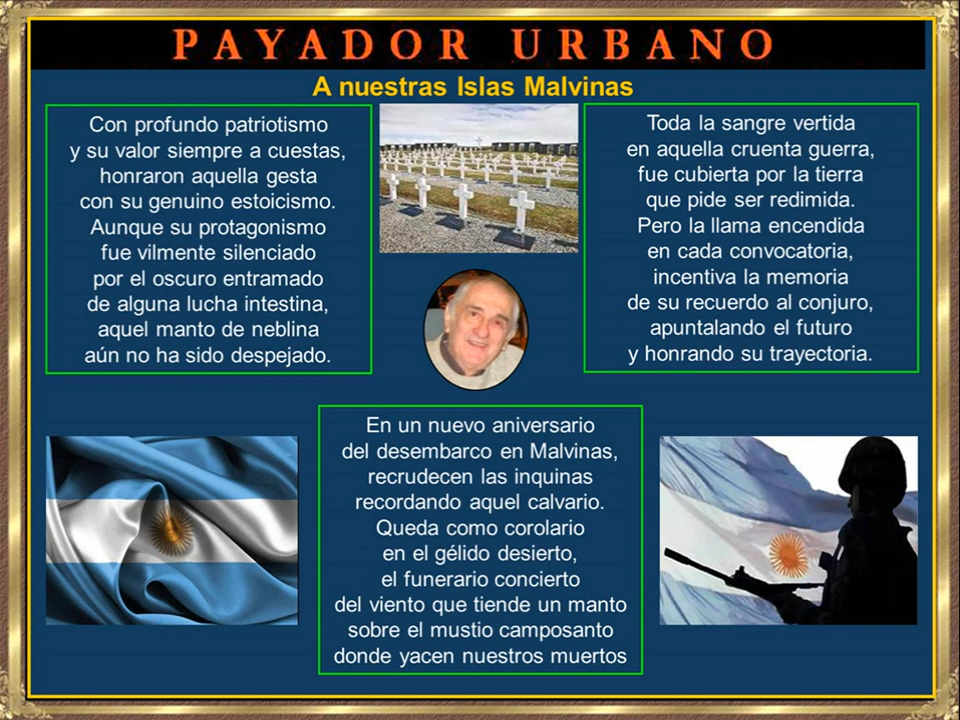 PAYADOR URBANO
A nuestras Islas Malvinas
Con profundo patriotismo
y su valor siempre a cuestas,
honraron aquella gesta
con su genuino estoicismo.
Aunque su protagonismo
fue vilmente silenciado
por el oscuro entramado
de alguna lucha intestina,
aquel manto de neblina
aún no ha sido despejado.
Toda la sangre vertida
en aquella cruenta guerra,
fue cubierta por la tierra
que pide ser redimida.
Pero la llama encendida
en cada convocatoria,
incentiva la memoria
de su recuerdo al conjuro,
apuntalando el futuro
y honrando su trayectoria.
En un nuevo aniversario
del desembarco en Malvinas,
recrudecen las inquinas
recordando aquel calvario.
Queda como corolario
en el gélido desierto,
el funerario concierto
del viento que tiende un manto
sobre el mustio camposanto
donde yacen nuestros muertos